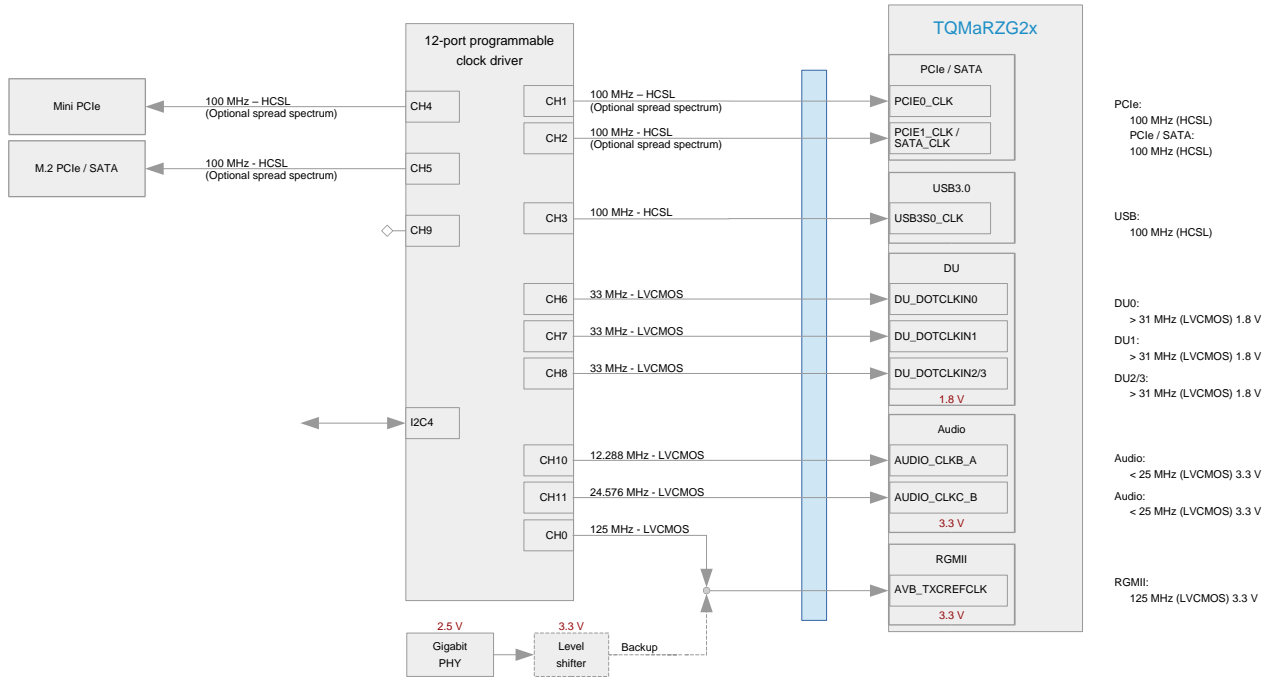 12-port programmable
clock driver
TQMaRZG2x
Mini PCIe
M.2 PCIe / SATA
100 MHz – HCSL
(Optional spread spectrum)
100 MHz - HCSL
(Optional spread spectrum)
CH4
CH5
CH9
I2C4
CH1
CH2
CH3
CH6
CH7
CH8
CH10
CH11
CH0
100 MHz – HCSL
(Optional spread spectrum)
100 MHz - HCSL
(Optional spread spectrum)
100 MHz - HCSL
33 MHz - LVCMOS
33 MHz - LVCMOS
33 MHz - LVCMOS
12.288 MHz - LVCMOS
24.576 MHz - LVCMOS
125 MHz - LVCMOS
PCIe / SATA
PCIE0_CLK
PCIE1_CLK /
SATA_CLK
USB3.0
USB3S0_CLK
DU
DU_DOTCLKIN0
DU_DOTCLKIN1
DU_DOTCLKIN2/3
1.8 V
Audio
AUDIO_CLKB_A
AUDIO_CLKC_B
3.3 V
RGMII
AVB_TXCREFCLK
3.3 V
PCIe:
100 MHz (HCSL)
PCIe / SATA:
100 MHz (HCSL)
USB:
100 MHz (HCSL)
DU0:
> 31 MHz (LVCMOS) 1.8 V
DU1:
> 31 MHz (LVCMOS) 1.8 V
DU2/3:
> 31 MHz (LVCMOS) 1.8 V
Audio:
< 25 MHz (LVCMOS) 3.3 V
Audio:
< 25 MHz (LVCMOS) 3.3 V
RGMII:
125 MHz (LVCMOS) 3.3 V
2.5 V
Gigabit
PHY
3.3 V
Level
shifter
Backup